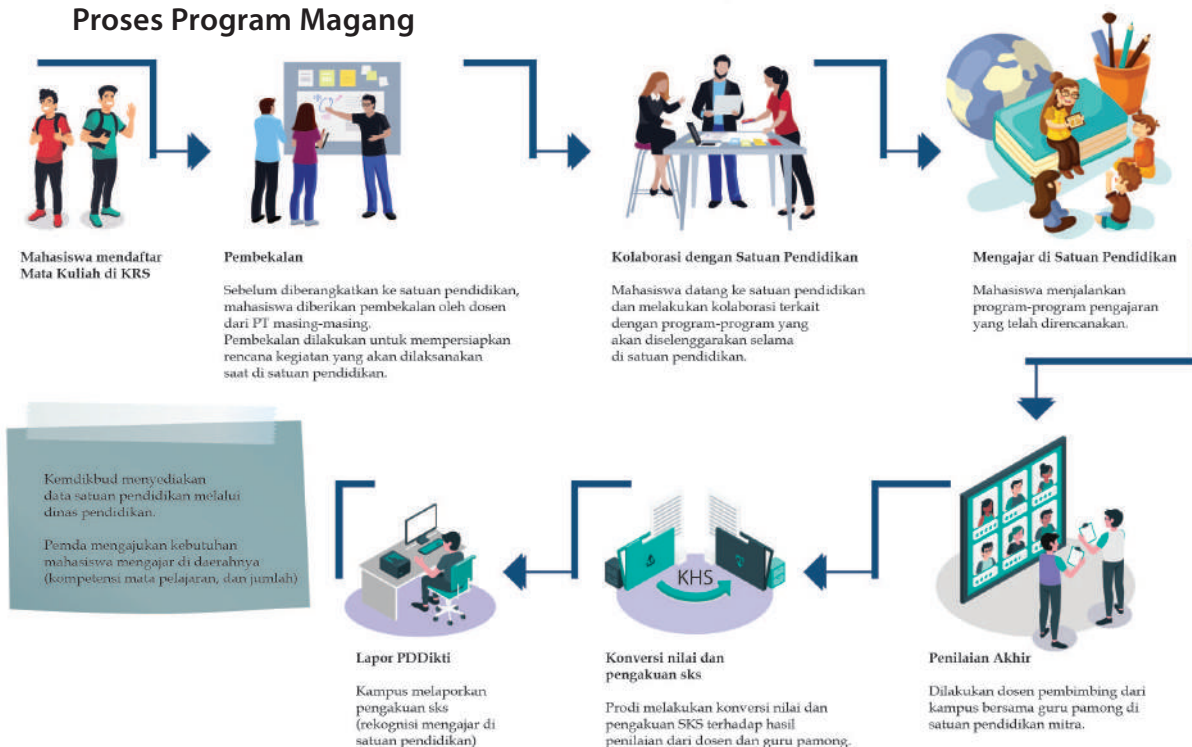 Proses Program Magang
Mahasiswa mendaftar
Mata Kuliah di KRS
Pembekalan
Sebelum diberangkatkan ke satuan pendidikan,
mahasiswa diberikan pembekalan oleh dosen
dari PT masing-masing.
Pembekalan dilakukan untuk mempersiapkan
rencana kegiatan yang akan dilaksanakan
saat di satuan pendidikan.
Kolaborasi dengan Satuan Pendidikan
Mahasiswa datang ke satuan pendidikan
dan melakukan kolaborasi terkait
dengan program-program yang
akan diselenggarakan selama
di satuan pendidikan.
Mengajar di Satuan Pendidikan
Mahasiswa menjalankan
program-program pengajaran
yang telah direncanakan.
Penilaian Akhir
Dilakukan dosen pembimbing dari
kampus bersama guru pamong di
satuan pendidikan mitra.
KHS
Konversi nilai dan
pengakuan sks
Prodi melakukan konversi nilai dan
pengakuan SKS terhadap hasil
penilaian dari dosen dan guru pamong.
Lapor PDDikti
Kampus melaporkan
pengakuan sks
(rekognisi mengajar di
satuan pendidikan)
Kemdikbud menyediakan
data satuan pendidikan melalui
dinas pendidikan.
Pemda mengajukan kebutuhan
mahasiswa mengajar di daerahnya
(kompetensi mata pelajaran, dan jumlah)